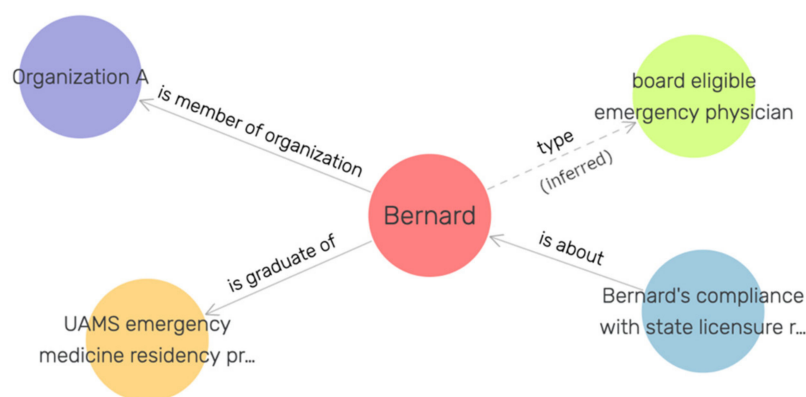 Organization A
is member of organization
board eligible
emergency physician
type
(inferred)
Bernard
is about
is graduate of
UAMS emergency
medicine residency pr...
Bernard's compliance
with state licensure r...